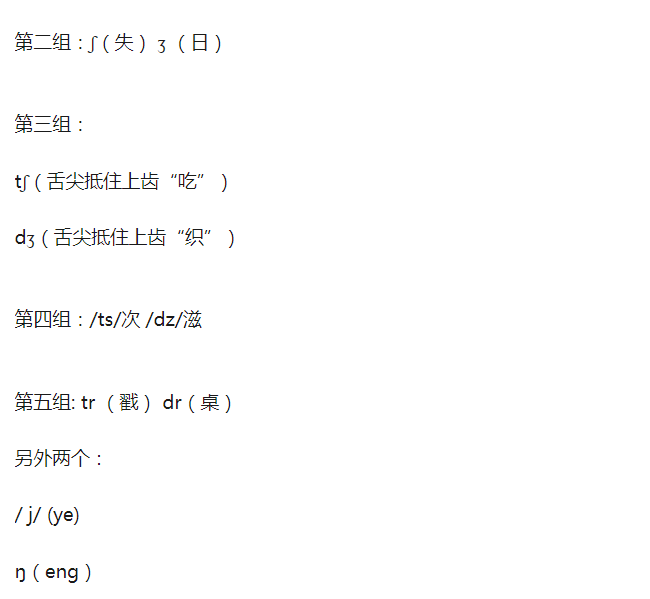 第二组：ʃ（失） ʒ （日）
第三组：
tʃ（舌尖抵住上齿“吃” ）
dʒ（舌尖抵住上齿“织” ）
第四组：/ts/次 /dz/滋
第五组: tr （戳） dr（桌）
另外两个：
/ j/ (ye)
ŋ（eng）